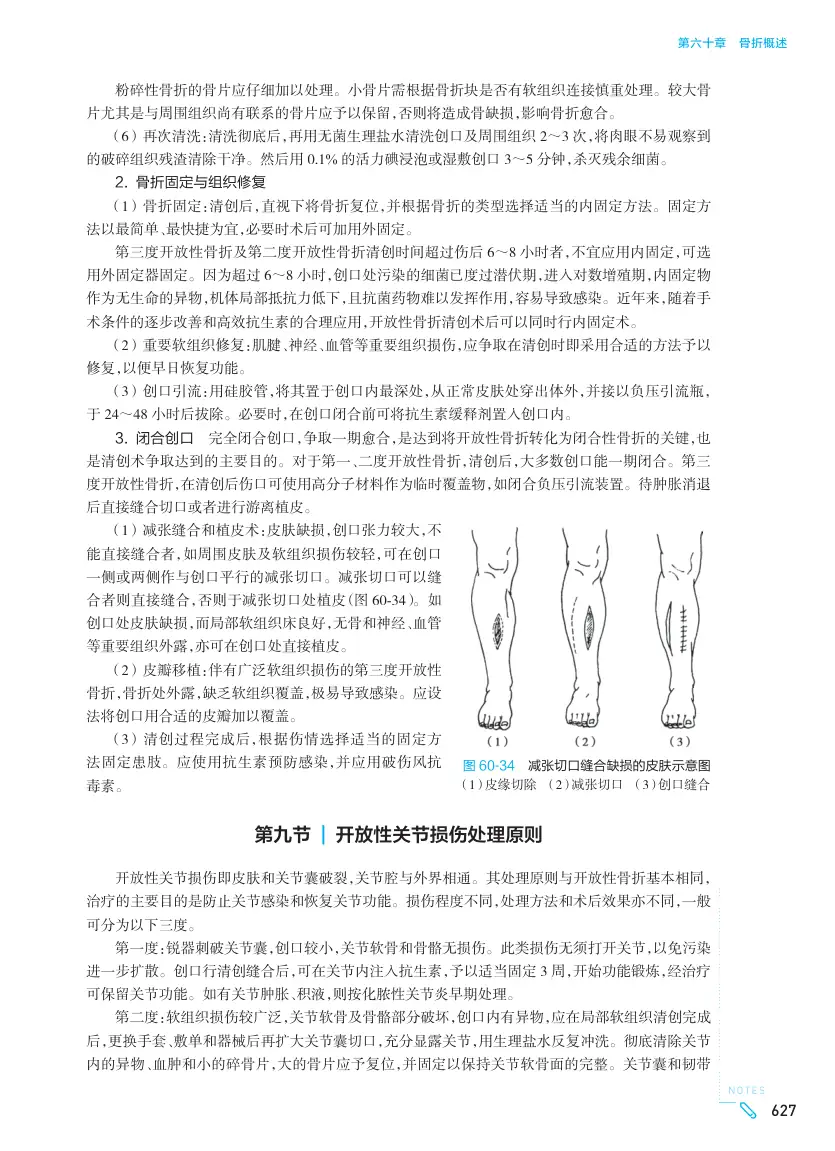 第六十章　骨折概述
粉碎性骨折的骨片应仔细加以处理。小骨片需根据骨折块是否有软组织连接慎重处理。较大骨
片尤其是与周围组织尚有联系的骨片应予以保留,否则将造成骨缺损,影响骨折愈合。
（6）再次清洗:清洗彻底后,再用无菌生理盐水清洗创口及周围组织 2～3 次,将肉眼不易观察到
的破碎组织残渣清除干净。然后用 0.1% 的活力碘浸泡或湿敷创口 3～5 分钟,杀灭残余细菌。
2. 骨折固定与组织修复
（1）骨折固定:清创后,直视下将骨折复位,并根据骨折的类型选择适当的内固定方法。固定方
法以最简单、最快捷为宜,必要时术后可加用外固定。
第三度开放性骨折及第二度开放性骨折清创时间超过伤后 6～8 小时者,不宜应用内固定,可选
用外固定器固定。因为超过 6～8 小时,创口处污染的细菌已度过潜伏期,进入对数增殖期,内固定物
作为无生命的异物,机体局部抵抗力低下,且抗菌药物难以发挥作用,容易导致感染。近年来,随着手
术条件的逐步改善和高效抗生素的合理应用,开放性骨折清创术后可以同时行内固定术。
（2）重要软组织修复:肌腱、神经、血管等重要组织损伤,应争取在清创时即采用合适的方法予以
修复,以便早日恢复功能。
（3）创口引流:用硅胶管,将其置于创口内最深处,从正常皮肤处穿出体外,并接以负压引流瓶,
于 24～48 小时后拔除。必要时,在创口闭合前可将抗生素缓释剂置入创口内。
3. 闭合创口　完全闭合创口,争取一期愈合,是达到将开放性骨折转化为闭合性骨折的关键,也
是清创术争取达到的主要目的。对于第一、二度开放性骨折,清创后,大多数创口能一期闭合。第三
度开放性骨折,在清创后伤口可使用高分子材料作为临时覆盖物,如闭合负压引流装置。待肿胀消退
后直接缝合切口或者进行游离植皮。
（1）减张缝合和植皮术:皮肤缺损,创口张力较大,不
能直接缝合者,如周围皮肤及软组织损伤较轻,可在创口
一侧或两侧作与创口平行的减张切口。减张切口可以缝
合者则直接缝合,否则于减张切口处植皮（图 60-34）。如
创口处皮肤缺损,而局部软组织床良好,无骨和神经、血管
等重要组织外露,亦可在创口处直接植皮。
（2）皮瓣移植:伴有广泛软组织损伤的第三度开放性
骨折,骨折处外露,缺乏软组织覆盖,极易导致感染。应设
法将创口用合适的皮瓣加以覆盖。
（3）清创过程完成后,根据伤情选择适当的固定方
法固定患肢。应使用抗生素预防感染,并应用破伤风抗
毒素。
（1）　（2）　（3）
图 60-34　减张切口缝合缺损的皮肤示意图
（1）皮缘切除　（2）减张切口　（3）创口缝合
第九节 | 开放性关节损伤处理原则
开放性关节损伤即皮肤和关节囊破裂,关节腔与外界相通。其处理原则与开放性骨折基本相同,
治疗的主要目的是防止关节感染和恢复关节功能。损伤程度不同,处理方法和术后效果亦不同,一般
可分为以下三度。
第一度:锐器刺破关节囊,创口较小,关节软骨和骨骼无损伤。此类损伤无须打开关节,以免污染
进一步扩散。创口行清创缝合后,可在关节内注入抗生素,予以适当固定 3 周,开始功能锻炼,经治疗
可保留关节功能。如有关节肿胀、积液,则按化脓性关节炎早期处理。
第二度:软组织损伤较广泛,关节软骨及骨骼部分破坏,创口内有异物,应在局部软组织清创完成
后,更换手套、敷单和器械后再扩大关节囊切口,充分显露关节,用生理盐水反复冲洗。彻底清除关节
内的异物、血肿和小的碎骨片,大的骨片应予复位,并固定以保持关节软骨面的完整。关节囊和韧带
NOTES
627